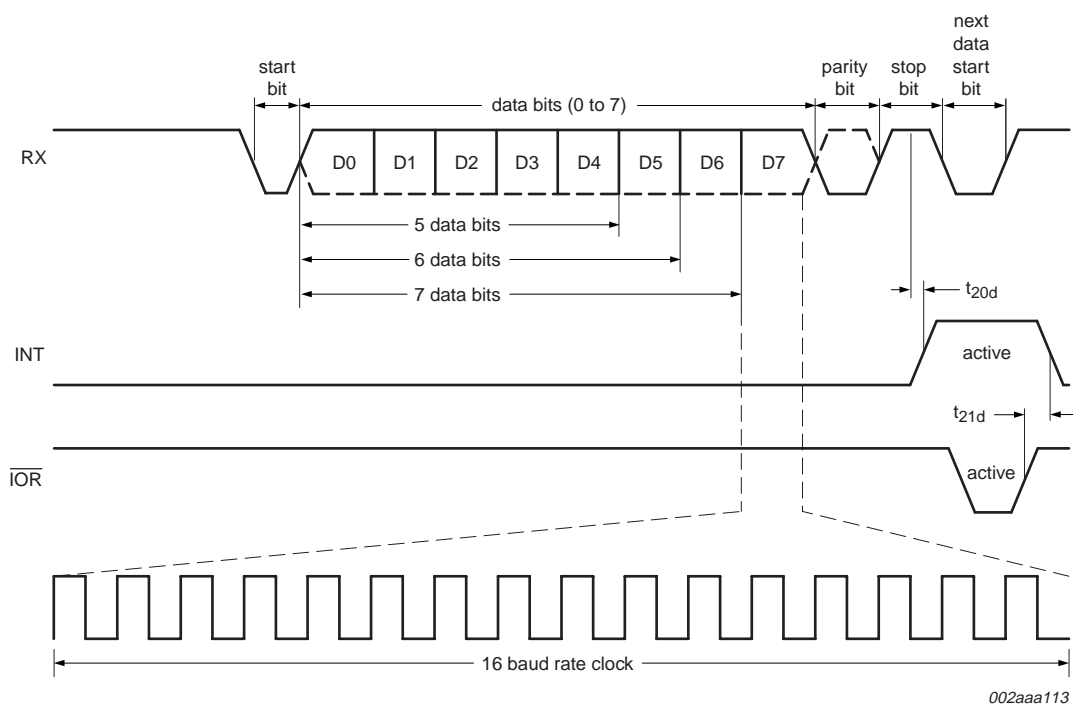 next
data
start
bit
start
bit
parity
bit
stop
bit
data bits (0 to 7)
RX
D0 D1 D2 D3 D4 D5 D6 D7
5 data bits
6 data bits
7 data bits
t20d
INT
active
t21d
IOR
active
16 baud rate clock
002aaa113